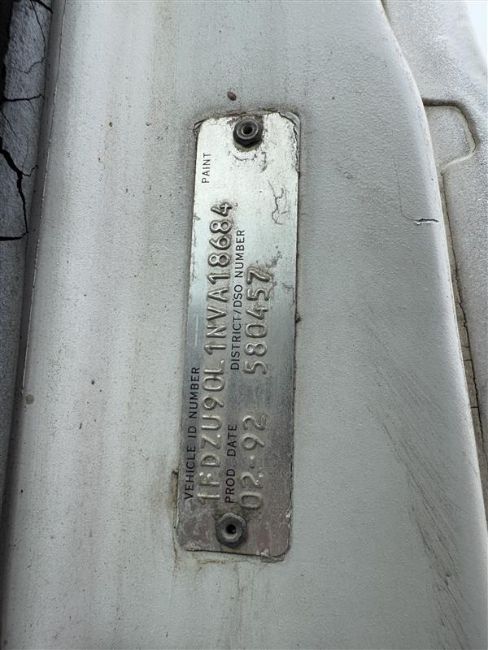 VEHICLE ID NUMBER PAINT
1FDZU90L1NVA18684
PROD. DATE DISTRICT/DSO NUMBER
02-92 580457